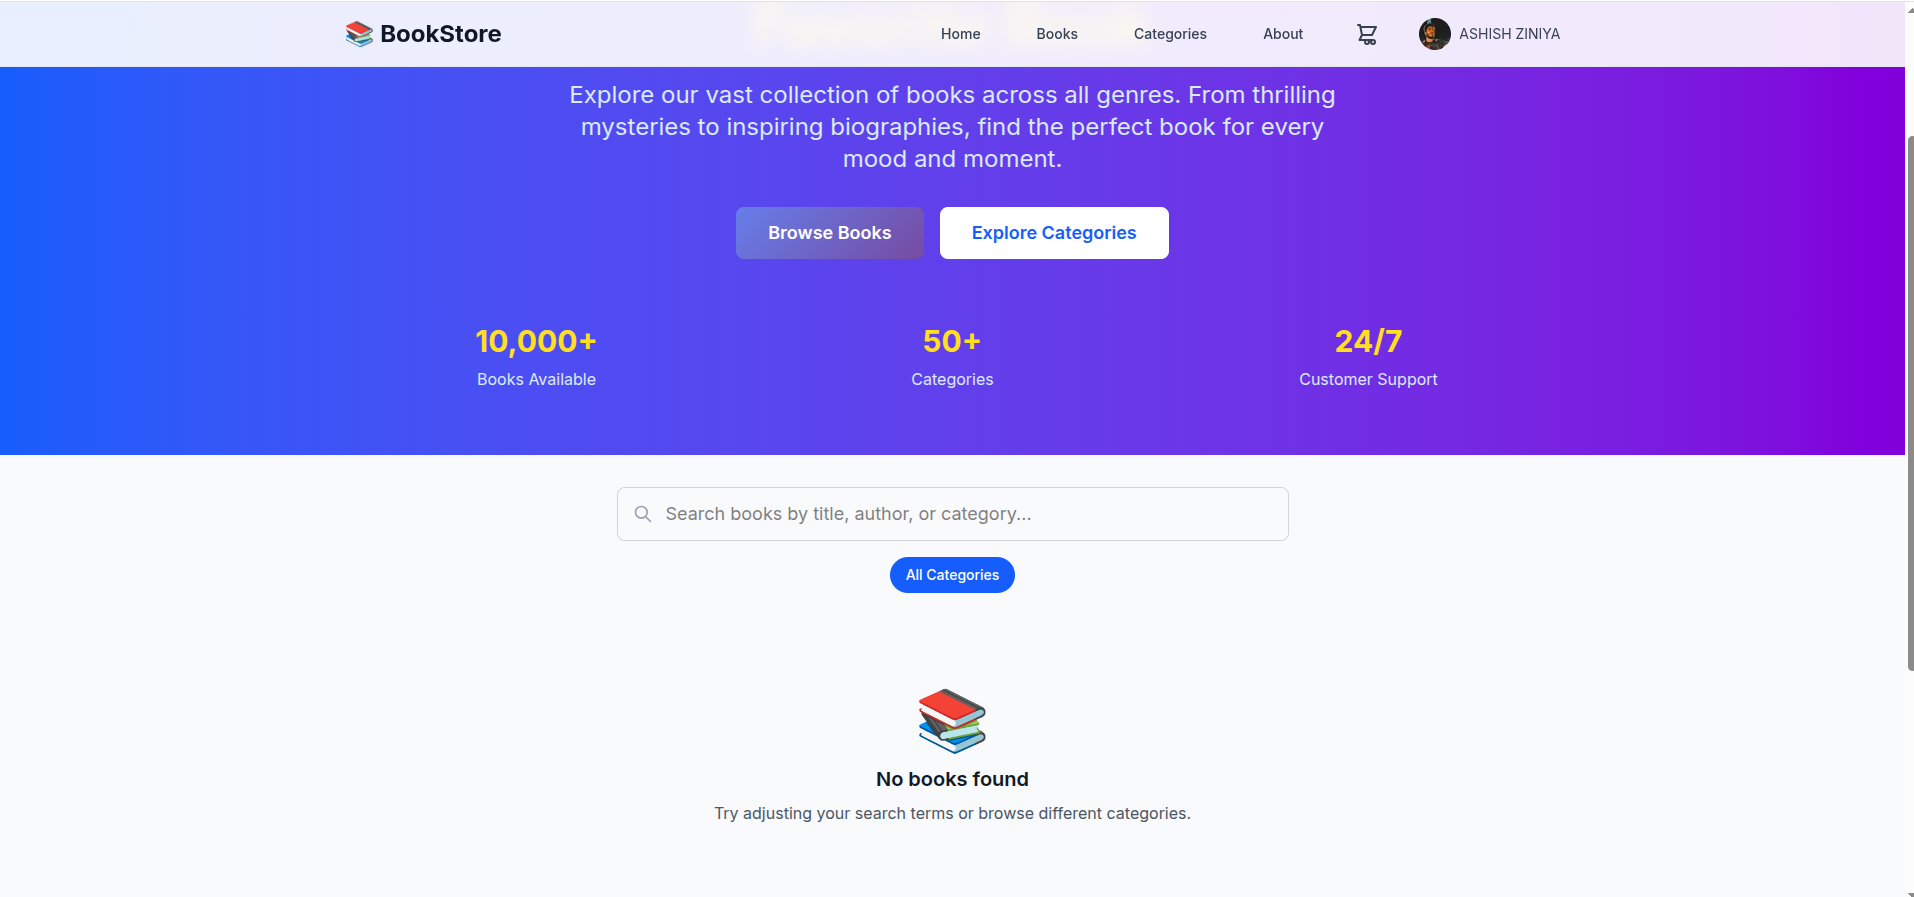 BookStore
Home
Books
Categories
About
ASHISH ZINIYA
Explore our vast collection of books across all genres. From thrilling
mysteries to inspiring biographies, find the perfect book for every
mood and moment.
Browse Books
Explore Categories
10,000+
Books Available
50+
Categories
24/7
Customer Support
Search books by title, author, or category...
All Categories
No books found
Try adjusting your search terms or browse different categories.